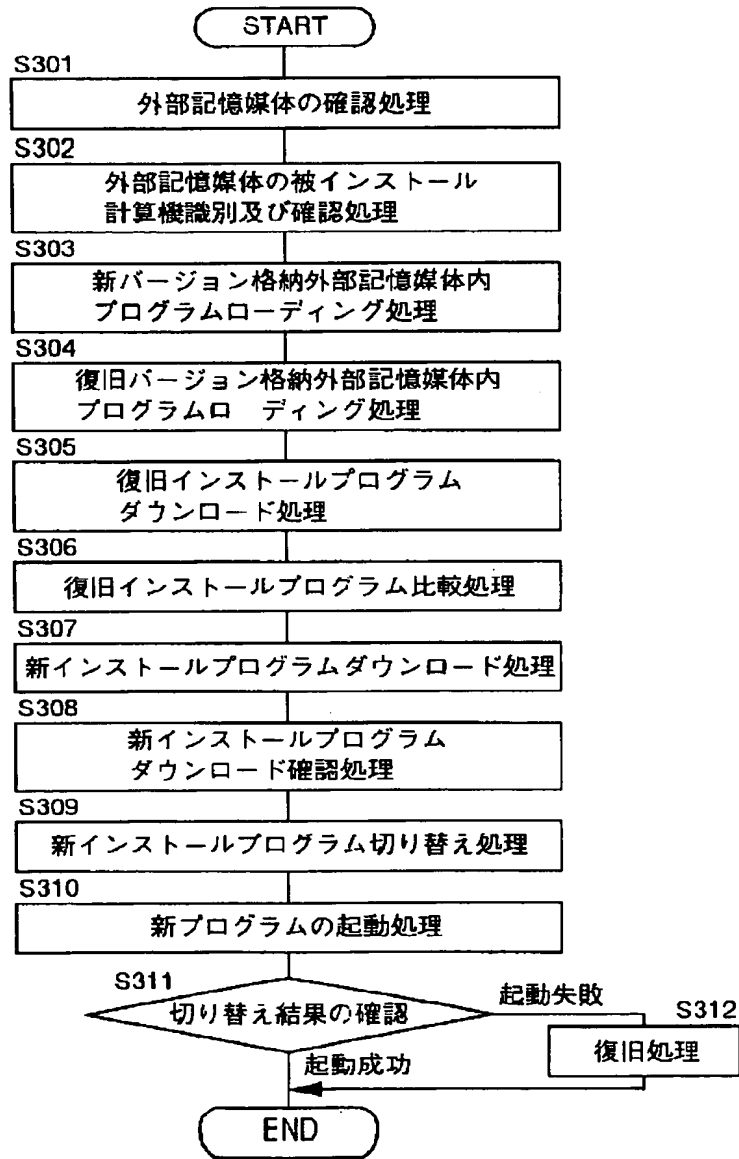 START
S301
外部記憶媒体の確認処理
S302
外部記憶媒体の被インストール
計算機識別及び確認処理
S303
新バージョン格納外部記憶媒体内
プログラムローディング処理
S304
復旧バージョン格納外部記憶媒体内
プログラムロ ディング処理
S305
復旧インストールプログラム
ダウンロード処理
S306
復旧インストールプログラム比較処理
S307
新インストールプログラムダウンロード処理
S308
新インストールプログラム
ダウンロード確認処理
S309
新インストールプログラム切り替え処理
S310
新プログラムの起動処理
S311
切り替え結果の確認
起動失敗
S312
復旧処理
起動成功
END